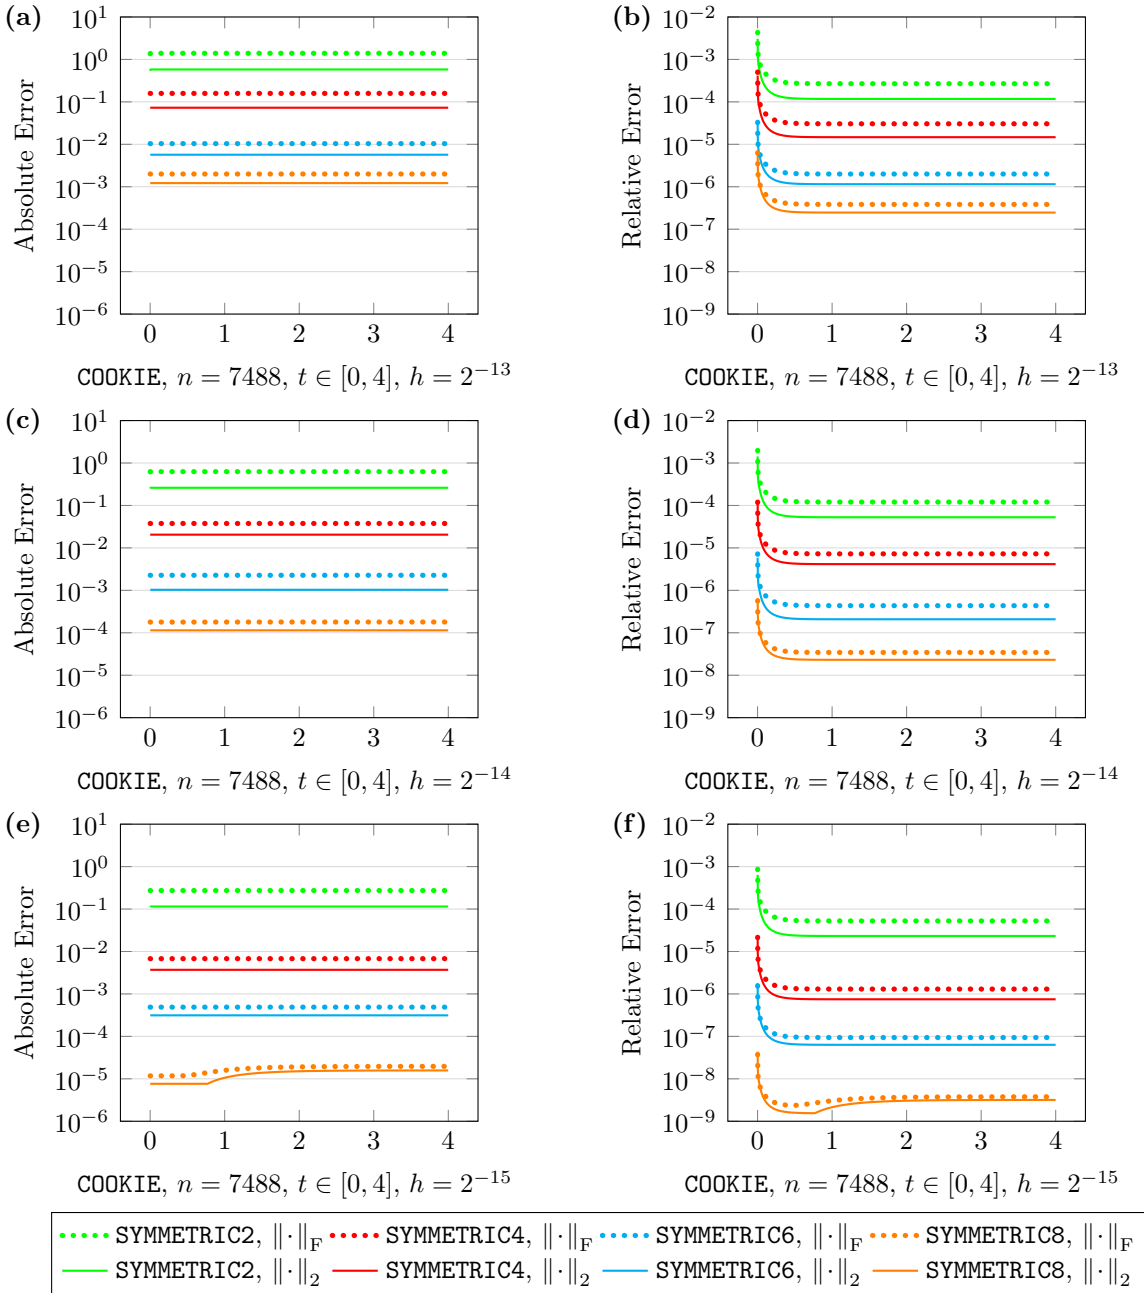 (a)
10^1
10^0
10^−1
10^−2
10^−3
10^−4
10^−5
10^−6
Absolute Error
0 1 2 3 4
COOKIE, n = 7488, t ∈ [0, 4], h = 2^−13
(b)
10^−2
10^−3
10^−4
10^−5
10^−6
10^−7
10^−8
10^−9
Relative Error
0 1 2 3 4
COOKIE, n = 7488, t ∈ [0, 4], h = 2^−13
(c)
10^1
10^0
10^−1
10^−2
10^−3
10^−4
10^−5
10^−6
Absolute Error
0 1 2 3 4
COOKIE, n = 7488, t ∈ [0, 4], h = 2^−14
(d)
10^−2
10^−3
10^−4
10^−5
10^−6
10^−7
10^−8
10^−9
Relative Error
0 1 2 3 4
COOKIE, n = 7488, t ∈ [0, 4], h = 2^−14
(e)
10^1
10^0
10^−1
10^−2
10^−3
10^−4
10^−5
10^−6
Absolute Error
0 1 2 3 4
COOKIE, n = 7488, t ∈ [0, 4], h = 2^−15
(f)
10^−2
10^−3
10^−4
10^−5
10^−6
10^−7
10^−8
10^−9
Relative Error
0 1 2 3 4
COOKIE, n = 7488, t ∈ [0, 4], h = 2^−15
SYMMETRIC2, ‖·‖_F SYMMETRIC4, ‖·‖_F SYMMETRIC6, ‖·‖_F SYMMETRIC8, ‖·‖_F
SYMMETRIC2, ‖·‖_2 SYMMETRIC4, ‖·‖_2 SYMMETRIC6, ‖·‖_2 SYMMETRIC8, ‖·‖_2